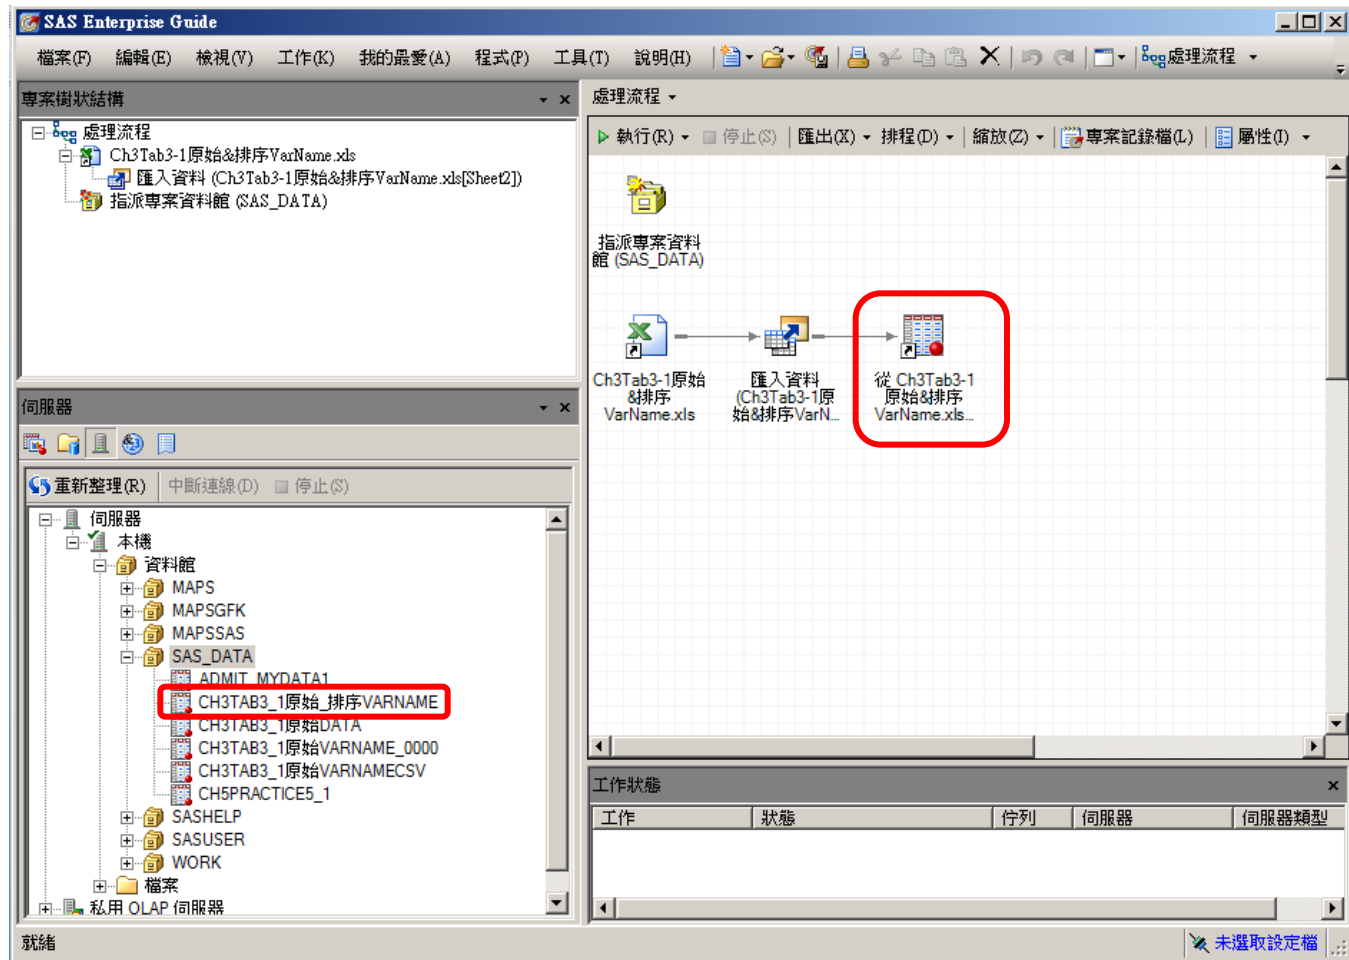 SAS Enterprise Guide
檔案(F) 編輯(E) 檢視(V) 工作(K) 我的最愛(A) 程式(P) 工具(T) 說明(H) 處理流程
專案樹狀結構
處理流程
Ch3Tab3-1原始&排序VarName.xls
匯入資料 (Ch3Tab3-1原始&排序VarName.xls[Sheet2])
指派專案資料館 (SAS_DATA)
處理流程
執行(R) 停止(S) 匯出(X) 排程(D) 縮放(Z) 專案記錄檔(L) 屬性(I)
指派專案資料
館 (SAS_DATA)
Ch3Tab3-1原始
&排序
VarName.xls
匯入資料
(Ch3Tab3-1原
始&排序VarN...
從 Ch3Tab3-1
原始&排序
VarName.xls...
伺服器
重新整理(R) 中斷連線(D) 停止(S)
伺服器
本機
資料館
MAPS
MAPSGFK
MAPSSAS
SAS_DATA
ADMIT_MYDATA1
CH3TAB3_1原始_排序VARNAME
CH3TAB3_1原始DATA
CH3TAB3_1原始VARNAME_0000
CH3TAB3_1原始VARNAMECSV
CH5PRACTICE5_1
SASHELP
SASUSER
WORK
檔案
私用 OLAP 伺服器
工作狀態
工作 狀態 佇列 伺服器 伺服器類型
就緒
未選取設定檔